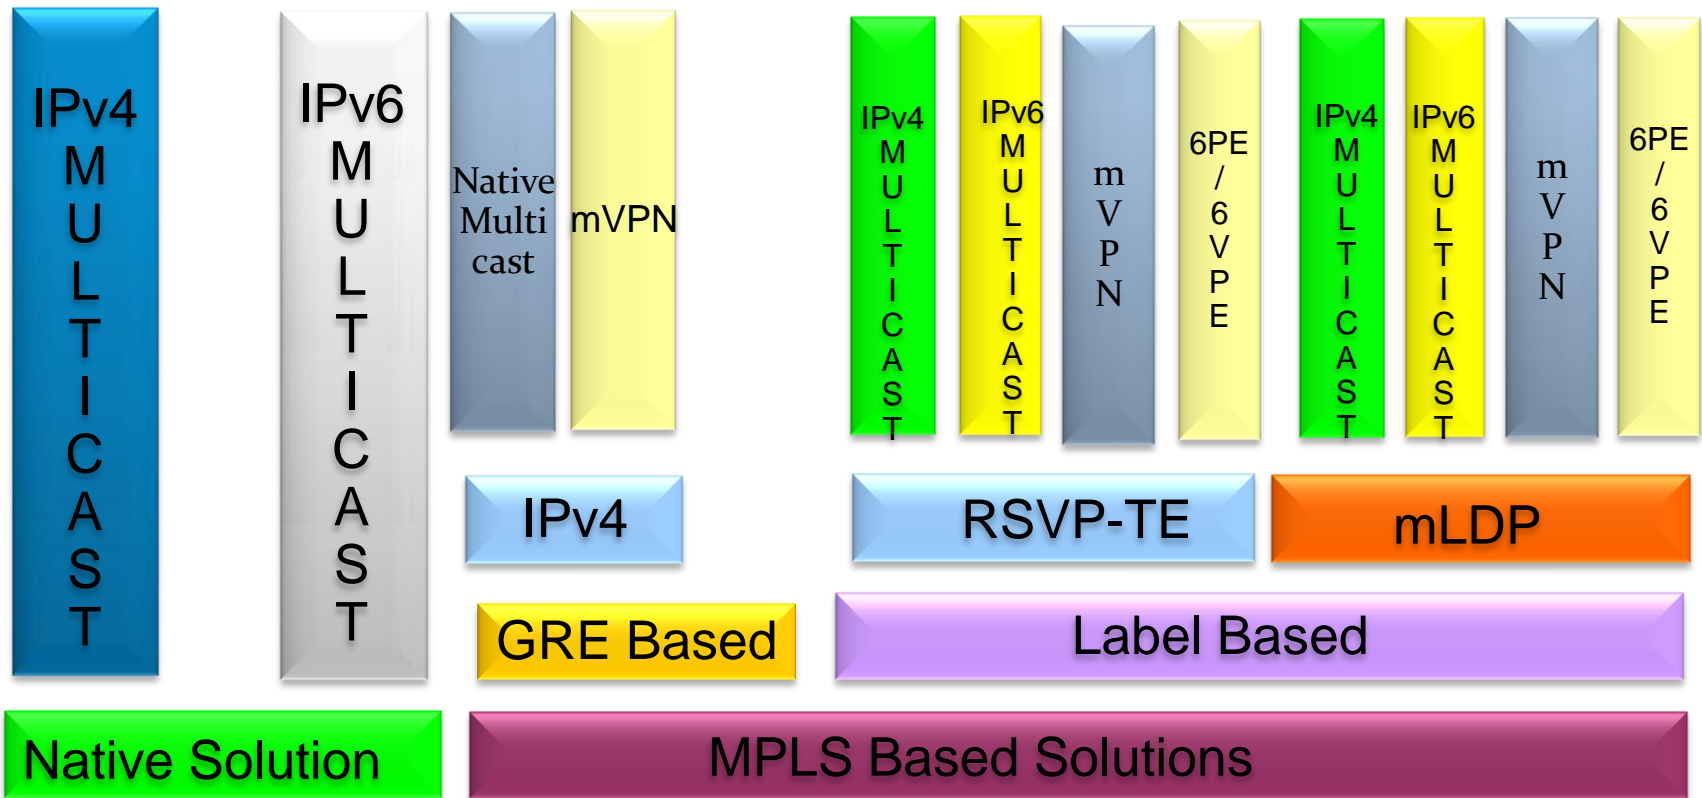 IPv4
M
U
L
T
I
C
A
S
T
IPv6
M
U
L
T
I
C
A
S
T
Native
Multi
cast
mVPN
IPv4
M
U
L
T
I
C
A
S
T
IPv6
M
U
L
T
I
C
A
S
T
m
V
P
N
6PE
/
6
V
P
E
IPv4
M
U
L
T
I
C
A
S
T
IPv6
M
U
L
T
I
C
A
S
T
m
V
P
N
6PE
/
6
V
P
E
IPv4
RSVP-TE
mLDP
GRE Based
Label Based
Native Solution
MPLS Based Solutions